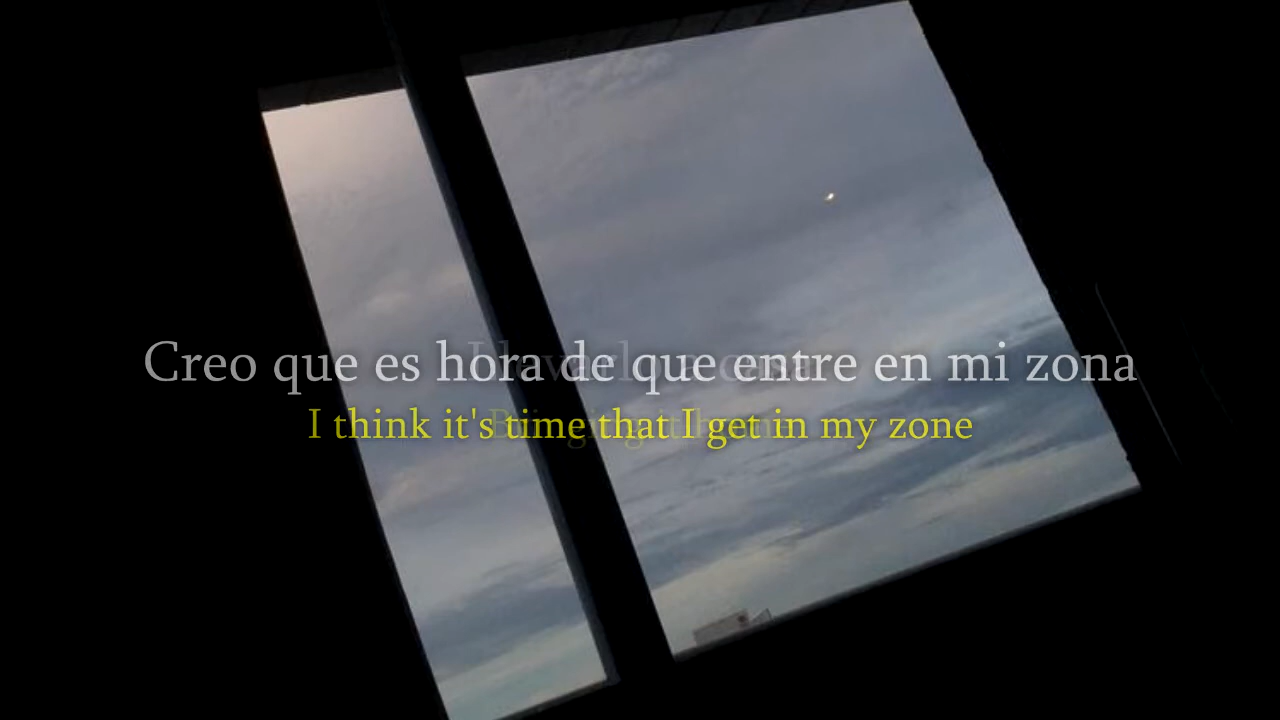 Creo que es hora de que entre en mi zona
I think it's time that I get in my zone